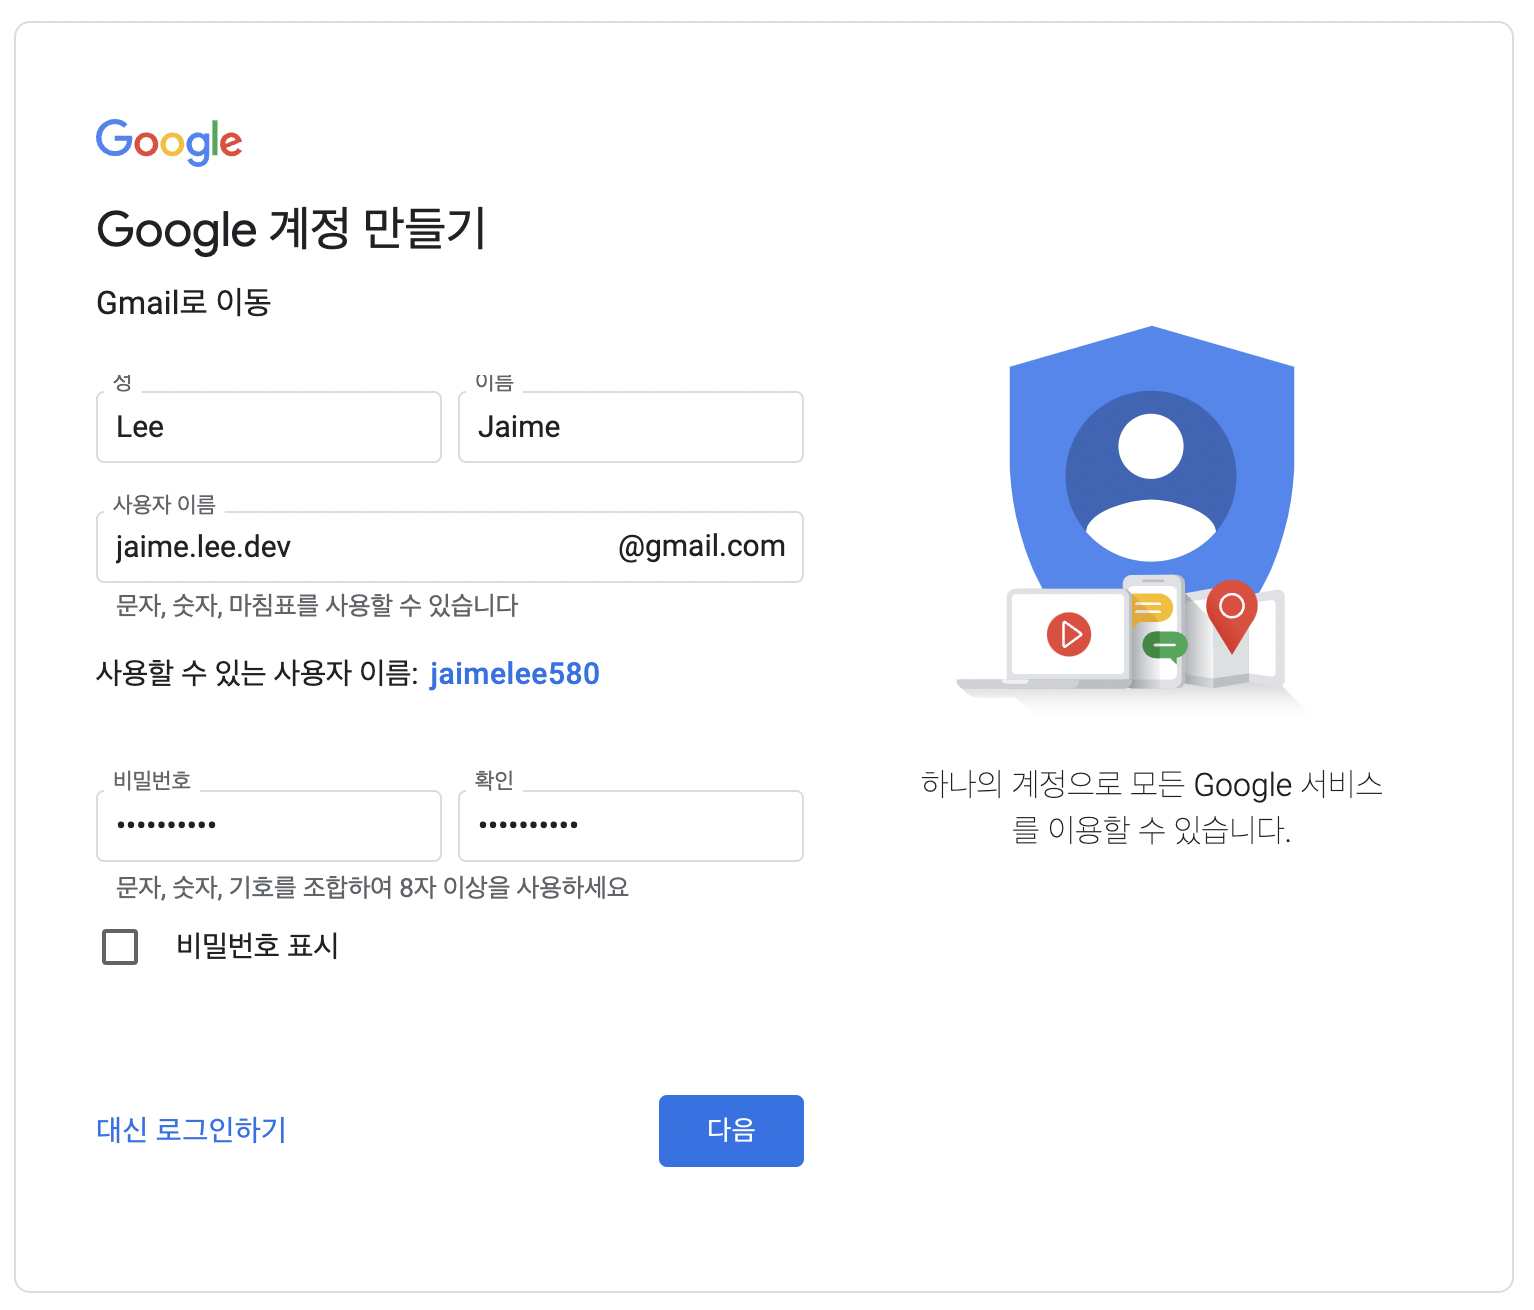 Google
Google 계정 만들기
Gmail로 이동
성 이름
Lee Jaime
사용자 이름
jaime.lee.dev @gmail.com
문자, 숫자, 마침표를 사용할 수 있습니다
사용할 수 있는 사용자 이름: jaimelee580
비밀번호 확인
•••••••••• ••••••••••
문자, 숫자, 기호를 조합하여 8자 이상을 사용하세요
비밀번호 표시
대신 로그인하기 다음
하나의 계정으로 모든 Google 서비스
를 이용할 수 있습니다.